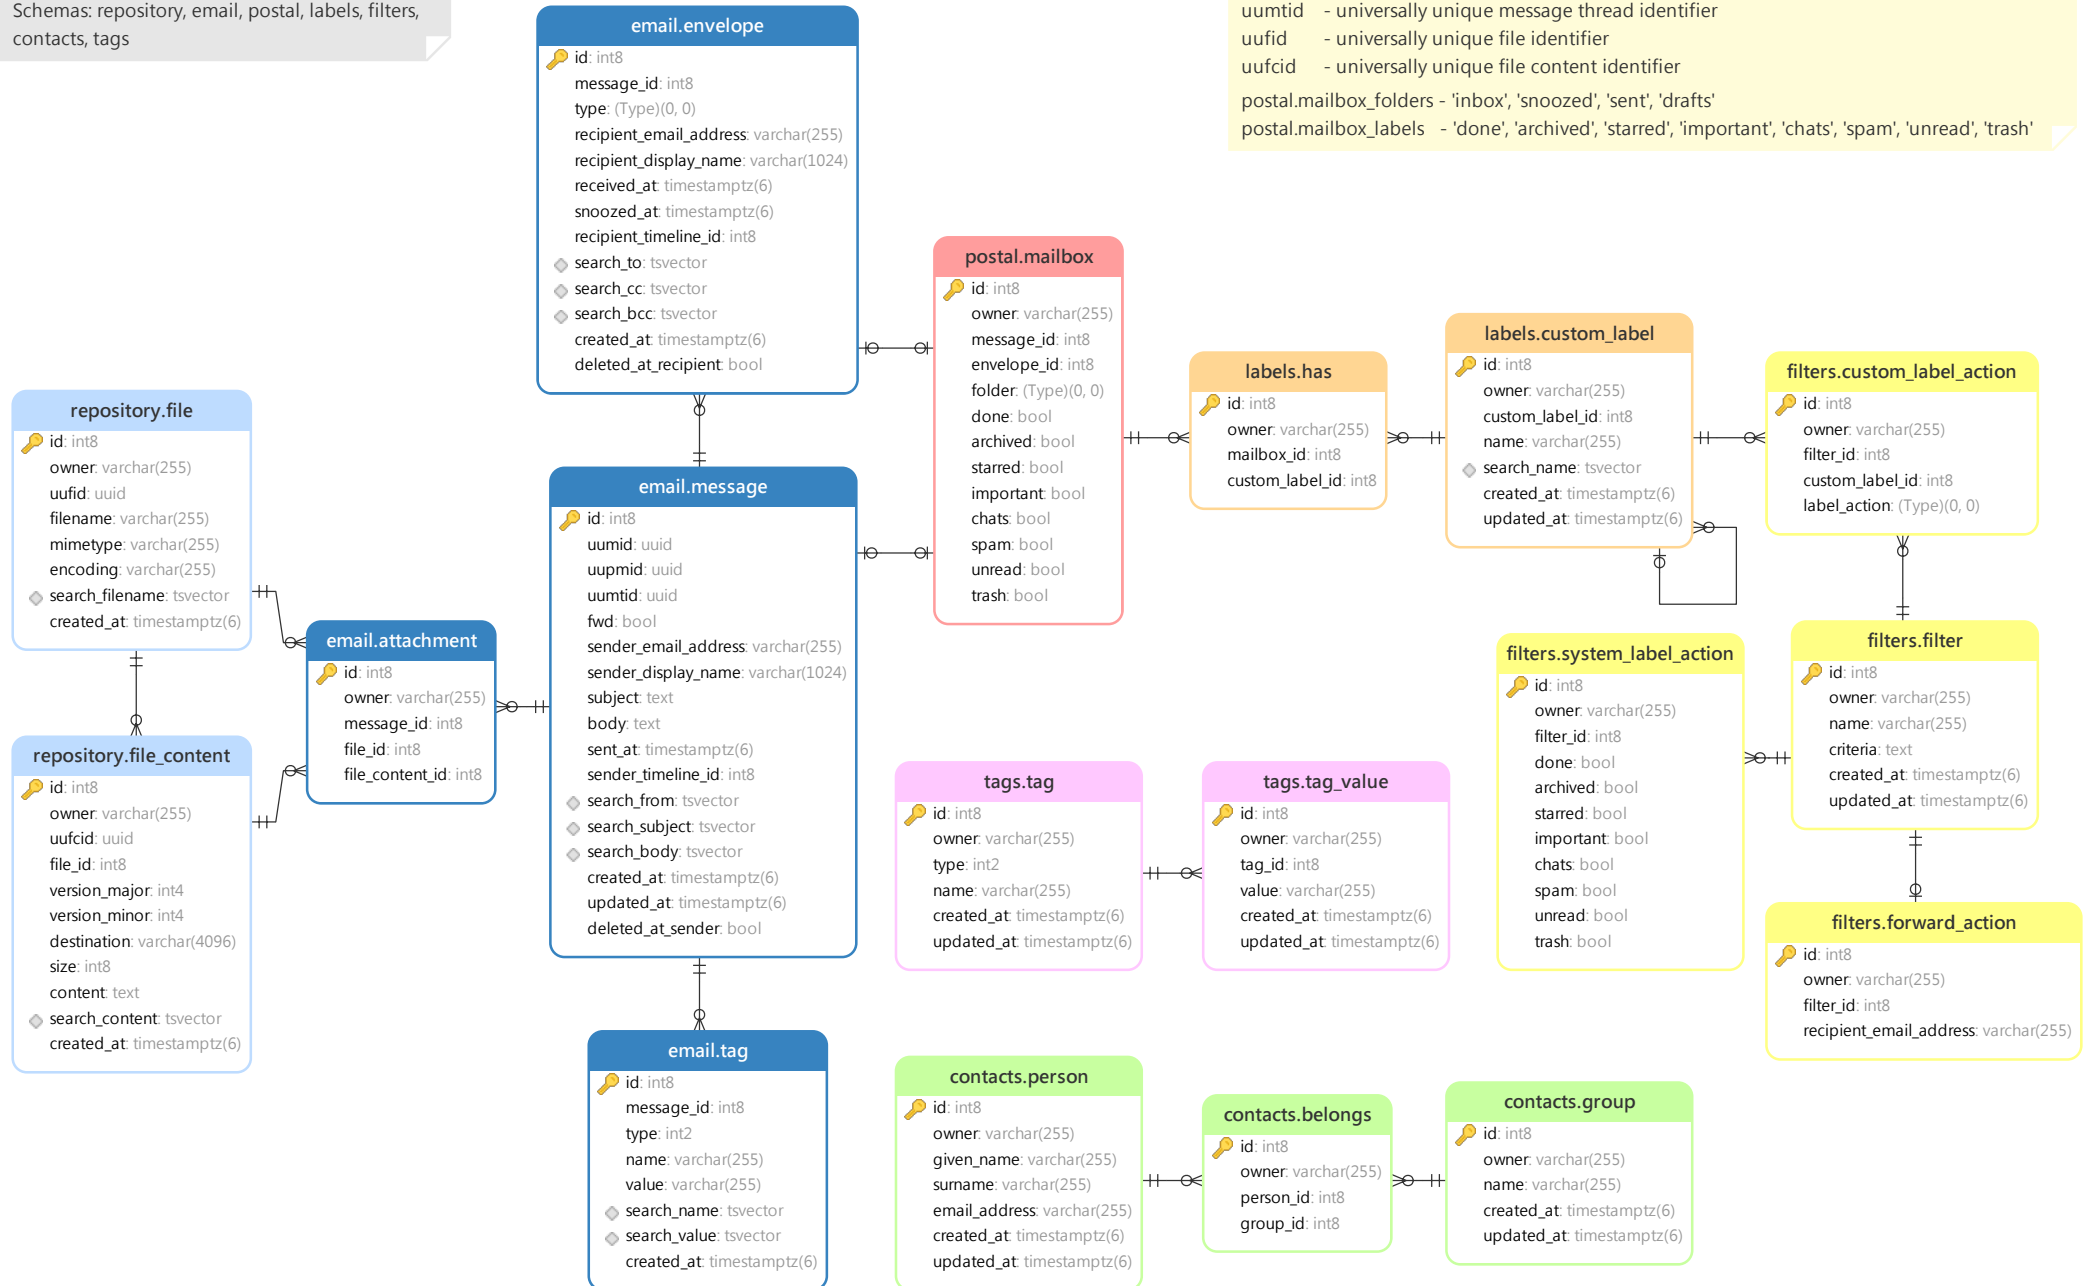 Schemas: repository, email, postal, labels, filters,
contacts, tags
uumtid - universally unique message thread identifier
uufid - universally unique file identifier
uufcid - universally unique file content identifier
postal.mailbox_folders - 'inbox', 'snoozed', 'sent', 'drafts'
postal.mailbox_labels - 'done', 'archived', 'starred', 'important', 'chats', 'spam', 'unread', 'trash'
email.envelope
id: int8
message_id: int8
type: (Type)(0, 0)
recipient_email_address: varchar(255)
recipient_display_name: varchar(1024)
received_at: timestamptz(6)
snoozed_at: timestamptz(6)
recipient_timeline_id: int8
search_to: tsvector
search_cc: tsvector
search_bcc: tsvector
created_at: timestamptz(6)
deleted_at_recipient: bool
postal.mailbox
id: int8
owner: varchar(255)
message_id: int8
envelope_id: int8
folder: (Type)(0, 0)
done: bool
archived: bool
starred: bool
important: bool
chats: bool
spam: bool
unread: bool
trash: bool
labels.has
id: int8
owner: varchar(255)
mailbox_id: int8
custom_label_id: int8
labels.custom_label
id: int8
owner: varchar(255)
custom_label_id: int8
name: varchar(255)
search_name: tsvector
created_at: timestamptz(6)
updated_at: timestamptz(6)
filters.custom_label_action
id: int8
owner: varchar(255)
filter_id: int8
custom_label_id: int8
label_action: (Type)(0, 0)
repository.file
id: int8
owner: varchar(255)
uufid: uuid
filename: varchar(255)
mimetype: varchar(255)
encoding: varchar(255)
search_filename: tsvector
created_at: timestamptz(6)
email.attachment
id: int8
owner: varchar(255)
message_id: int8
file_id: int8
file_content_id: int8
email.message
id: int8
uumid: uuid
uupmid: uuid
uumtid: uuid
fwd: bool
sender_email_address: varchar(255)
sender_display_name: varchar(1024)
subject: text
body: text
sent_at: timestamptz(6)
sender_timeline_id: int8
search_from: tsvector
search_subject: tsvector
search_body: tsvector
created_at: timestamptz(6)
updated_at: timestamptz(6)
deleted_at_sender: bool
filters.system_label_action
id: int8
owner: varchar(255)
filter_id: int8
done: bool
archived: bool
starred: bool
important: bool
chats: bool
spam: bool
unread: bool
trash: bool
filters.filter
id: int8
owner: varchar(255)
name: varchar(255)
criteria: text
created_at: timestamptz(6)
updated_at: timestamptz(6)
repository.file_content
id: int8
owner: varchar(255)
uufcid: uuid
file_id: int8
version_major: int4
version_minor: int4
destination: varchar(4096)
size: int8
content: text
search_content: tsvector
created_at: timestamptz(6)
tags.tag
id: int8
owner: varchar(255)
type: int2
name: varchar(255)
created_at: timestamptz(6)
updated_at: timestamptz(6)
tags.tag_value
id: int8
owner: varchar(255)
tag_id: int8
value: varchar(255)
created_at: timestamptz(6)
updated_at: timestamptz(6)
filters.forward_action
id: int8
owner: varchar(255)
filter_id: int8
recipient_email_address: varchar(255)
email.tag
id: int8
message_id: int8
type: int2
name: varchar(255)
value: varchar(255)
search_name: tsvector
search_value: tsvector
created_at: timestamptz(6)
contacts.person
id: int8
owner: varchar(255)
given_name: varchar(255)
surname: varchar(255)
email_address: varchar(255)
created_at: timestamptz(6)
updated_at: timestamptz(6)
contacts.belongs
id: int8
owner: varchar(255)
person_id: int8
group_id: int8
contacts.group
id: int8
owner: varchar(255)
name: varchar(255)
created_at: timestamptz(6)
updated_at: timestamptz(6)